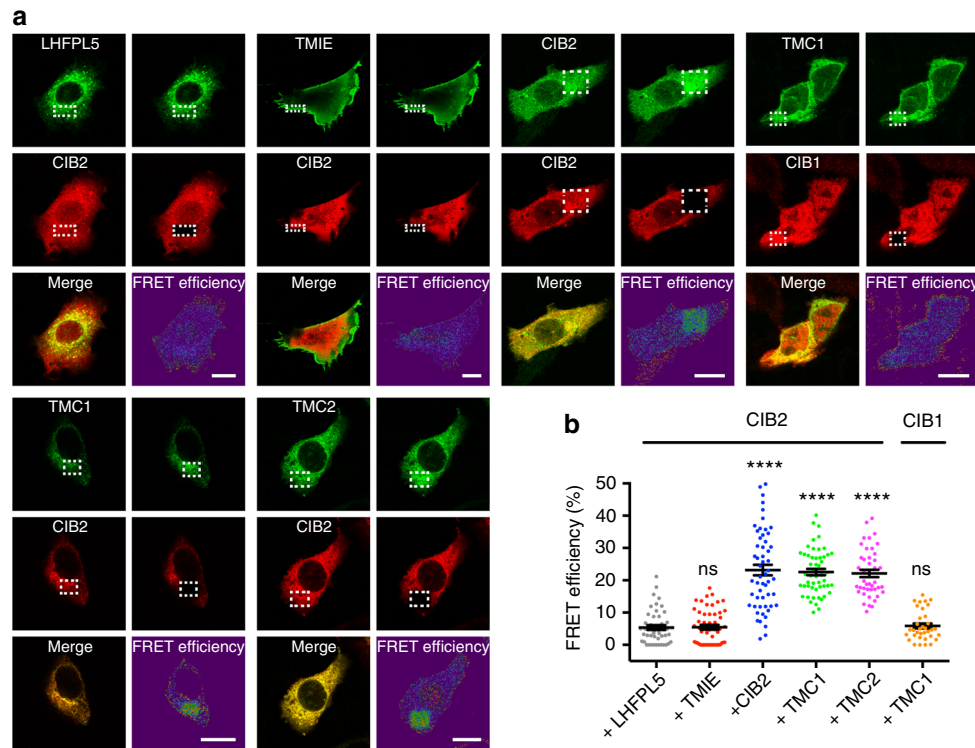 a
LHFPL5 TMIE CIB2 TMC1
CIB2 CIB2 CIB2 CIB1
Merge FRET efficiency Merge FRET efficiency Merge FRET efficiency Merge FRET efficiency
TMC1 TMC2
CIB2 CIB2
Merge FRET efficiency Merge FRET efficiency
b
CIB2 CIB1
FRET efficiency (%)
50
40
30
20
10
0
ns **** **** **** ns
+ LHFPL5
+ TMIE
+CIB2
+ TMC1
+ TMC2
+ TMC1